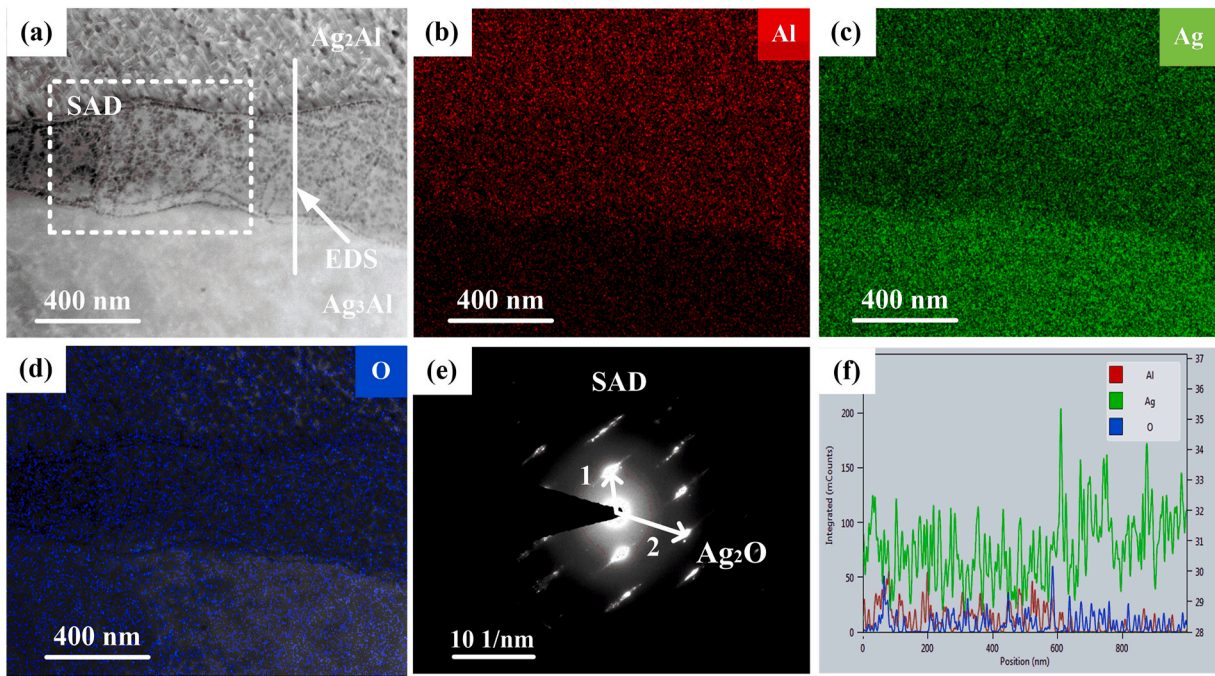 (a)
Ag₂Al
SAD
EDS
400 nm
Ag₃Al
(b)
Al
400 nm
(c)
Ag
400 nm
(d)
O
400 nm
(e)
SAD
1
2
Ag₂O
10 1/nm
(f)
Al
Ag
O
Integrated (mCounts)
200
150
100
50
0
37
36
35
34
33
32
31
30
29
28
0 200 400 600 800
Position (nm)